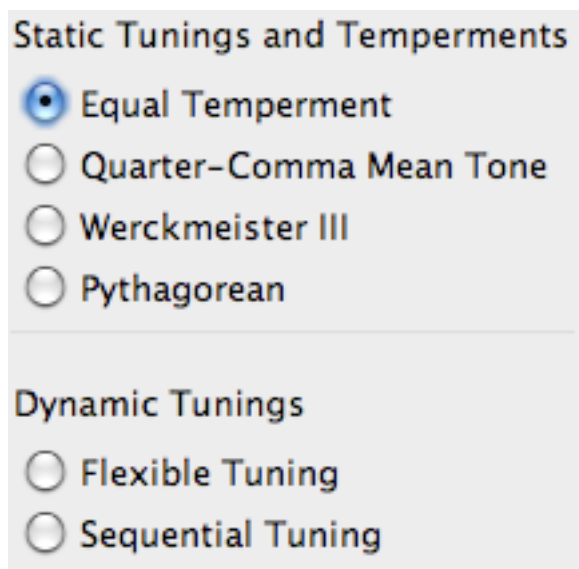 Static Tunings and Temperments
Equal Temperment
Quarter-Comma Mean Tone
Werckmeister III
Pythagorean
Dynamic Tunings
Flexible Tuning
Sequential Tuning